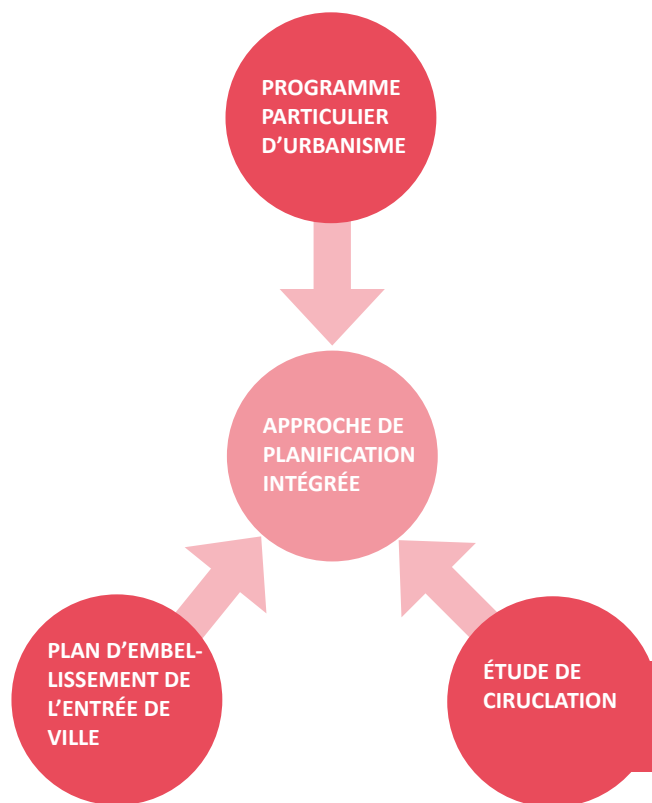 PROGRAMME
PARTICULIER
D’URBANISME
APPROCHE DE
PLANIFICATION
INTÉGRÉE
PLAN D’EMBEL-
LISSEMENT DE
L’ENTRÉE DE
VILLE
ÉTUDE DE
CIRUCLATION